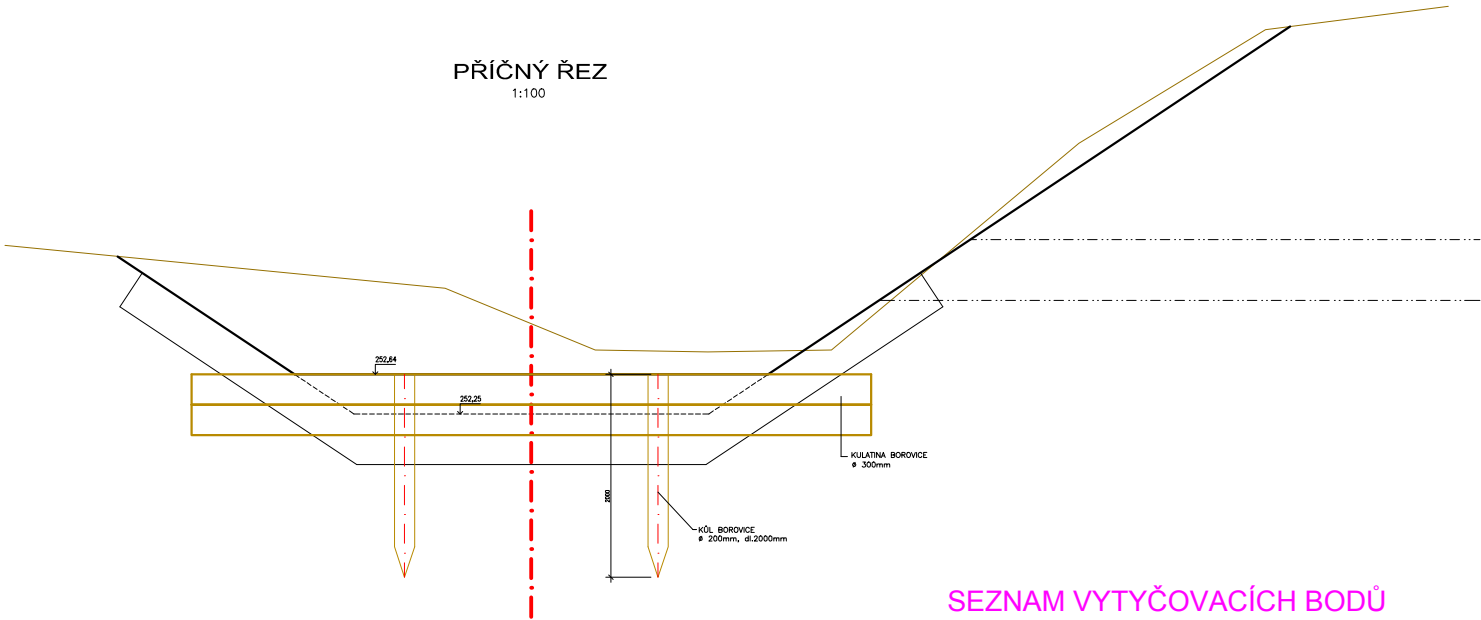 PŘÍČNÝ ŘEZ
1:100
252,64
252,25
KULATINA BOROVICE
ø 300mm
2000
KŮL BOROVICE
ø 200mm, dl.2000mm
SEZNAM VYTYČOVACÍCH BODŮ